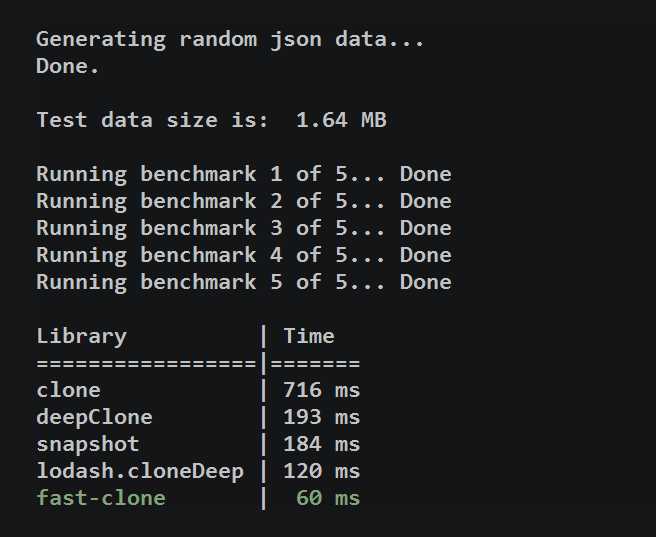 Generating random json data...
Done.
Test data size is:  1.64 MB
Running benchmark 1 of 5... Done
Running benchmark 2 of 5... Done
Running benchmark 3 of 5... Done
Running benchmark 4 of 5... Done
Running benchmark 5 of 5... Done
Library          | Time
=================|=======
clone            | 716 ms
deepClone        | 193 ms
snapshot         | 184 ms
lodash.cloneDeep | 120 ms
fast-clone       |  60 ms